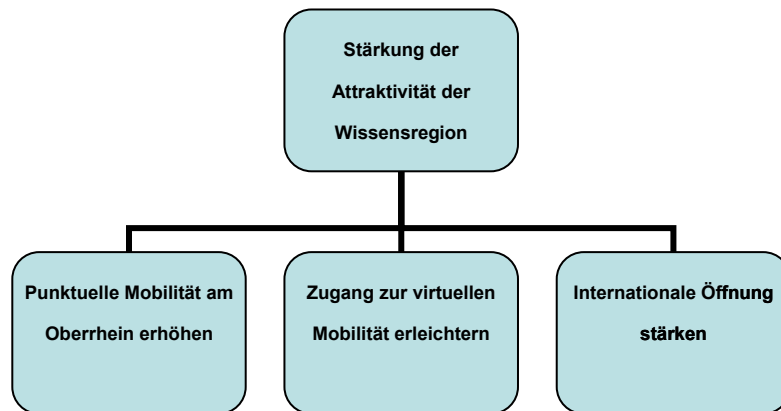 Stärkung der
Attraktivität der
Wissensregion
Punktuelle Mobilität am
Oberrhein erhöhen
Zugang zur virtuellen
Mobilität erleichtern
Internationale Öffnung
stärken